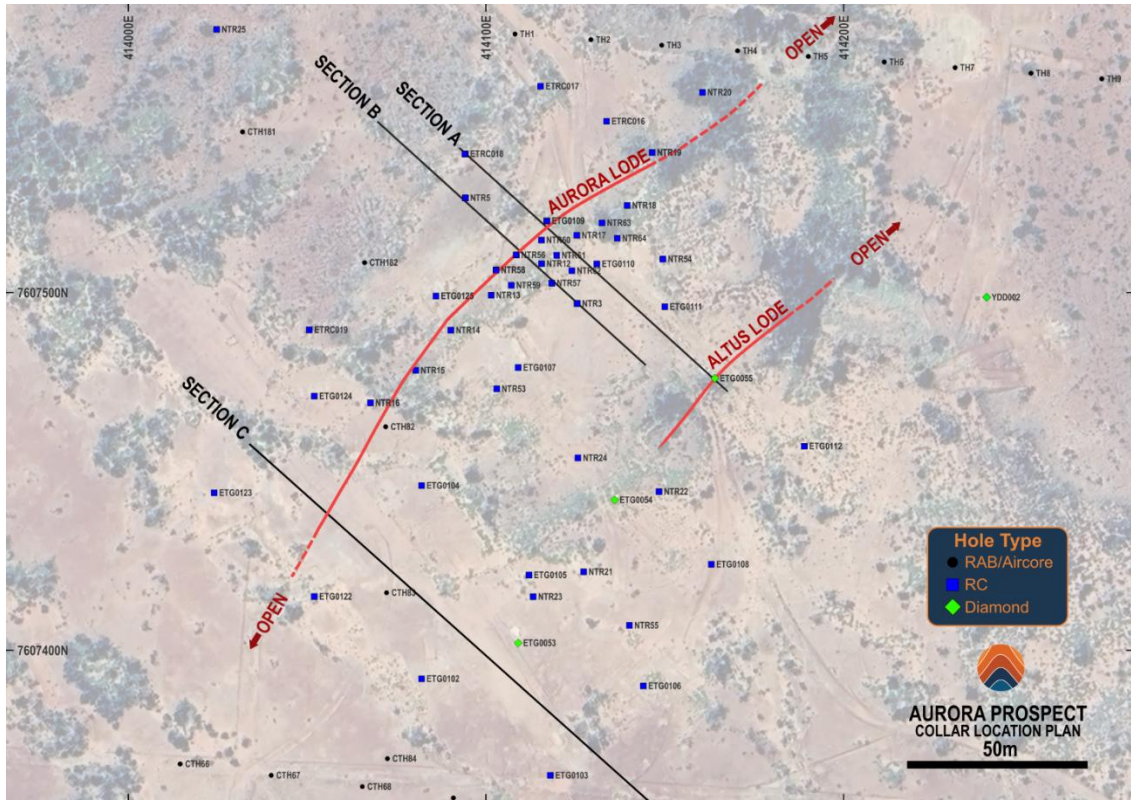 414000E
414100E
414200E
NTR25
TH1
TH2
TH3
TH4
TH5
TH6
TH7
TH8
TH9
OPEN
SECTION B
SECTION A
ETRC017
NTR20
ETRC016
CTH181
ETRC018
NTR19
AURORA LODE
NTR5
NTR18
ETG0109
NTR63
NTR60
NTR17
NTR64
OPEN
NTR56
NTR61
NTR54
CTH182
NTR12
ETG0110
NTR58
NTR62
NTR59
NTR57
7607500N
ETG0125
NTR13
NTR3
ETG0111
YDD002
ETRC019
NTR14
ALTUS LODE
NTR15
ETG0107
ETG0055
NTR53
ETG0124
NTR16
SECTION C
CTH82
ETG0112
NTR24
ETG0123
ETG0104
NTR22
ETG0054
Hole Type
RAB/Aircore
RC
Diamond
ETG0108
ETG0105
NTR21
ETG0122
CTH83
NTR23
OPEN
NTR55
7607400N
ETG0053
ETG0102
ETG0106
AURORA PROSPECT
COLLAR LOCATION PLAN
50m
CTH66
CTH84
CTH67
ETG0103
CTH68